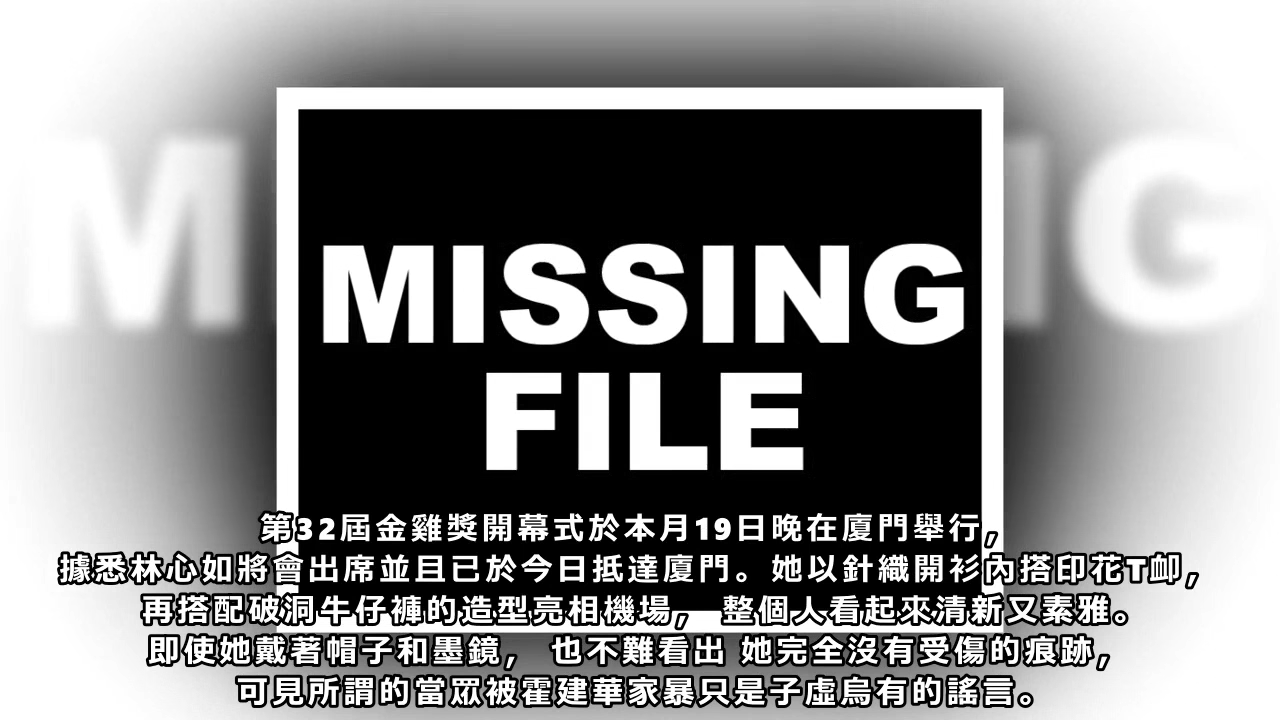 MISSING
FILE
第32屆金雞獎開幕式於本月19日晚在廈門舉行，
據悉林心如將會出席並且已於今日抵達廈門。她以針織開衫內搭印花T卹，
再搭配破洞牛仔褲的造型亮相機場， 整個人看起來清新又素雅。
即使她戴著帽子和墨鏡， 也不難看出 她完全沒有受傷的痕跡，
可見所謂的當眾被霍建華家暴只是子虛烏有的謠言。